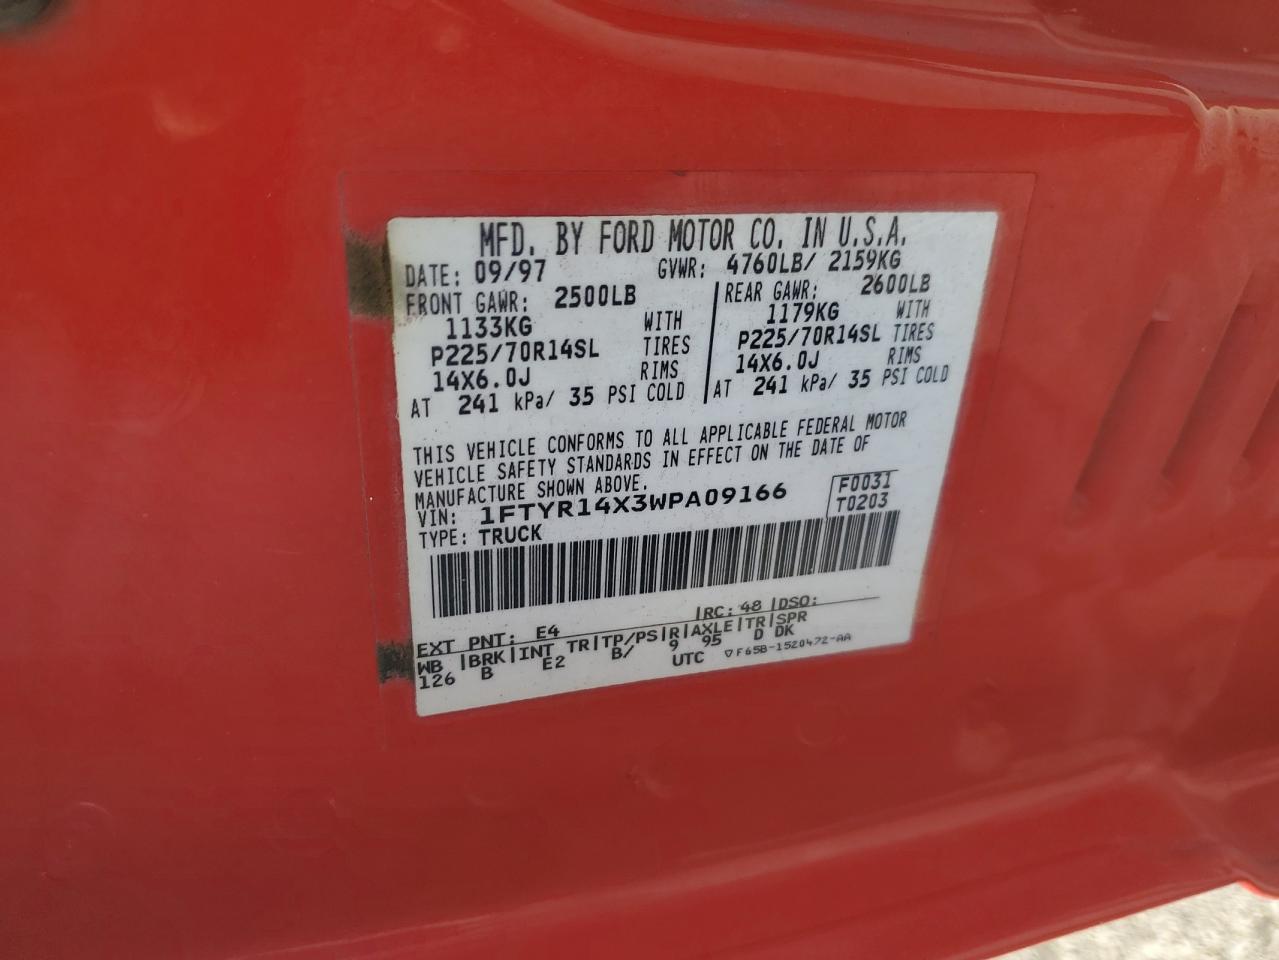 MFD. BY FORD MOTOR CO. IN U.S.A.
DATE: 09/97 GVWR: 4760LB/ 2159KG
FRONT GAWR: 2500LB REAR GAWR: 2600LB
1133KG WITH 1179KG WITH
P225/70R14SL TIRES P225/70R14SL TIRES
14X6.0J RIMS 14X6.0J RIMS
AT 241 kPa/ 35 PSI COLD AT 241 kPa/ 35 PSI COLD
THIS VEHICLE CONFORMS TO ALL APPLICABLE FEDERAL MOTOR
VEHICLE SAFETY STANDARDS IN EFFECT ON THE DATE OF
MANUFACTURE SHOWN ABOVE.
VIN: 1FTYR14X3WPA09166 F0031
TYPE: TRUCK T0203
EXT PNT: E4 RC: 48 DSO:
WB BRK INT TR TP/PS R AXLE TR SPR
126 B E2 B/ 9 95 D DK
UTC ▽F65B-1520472-AA